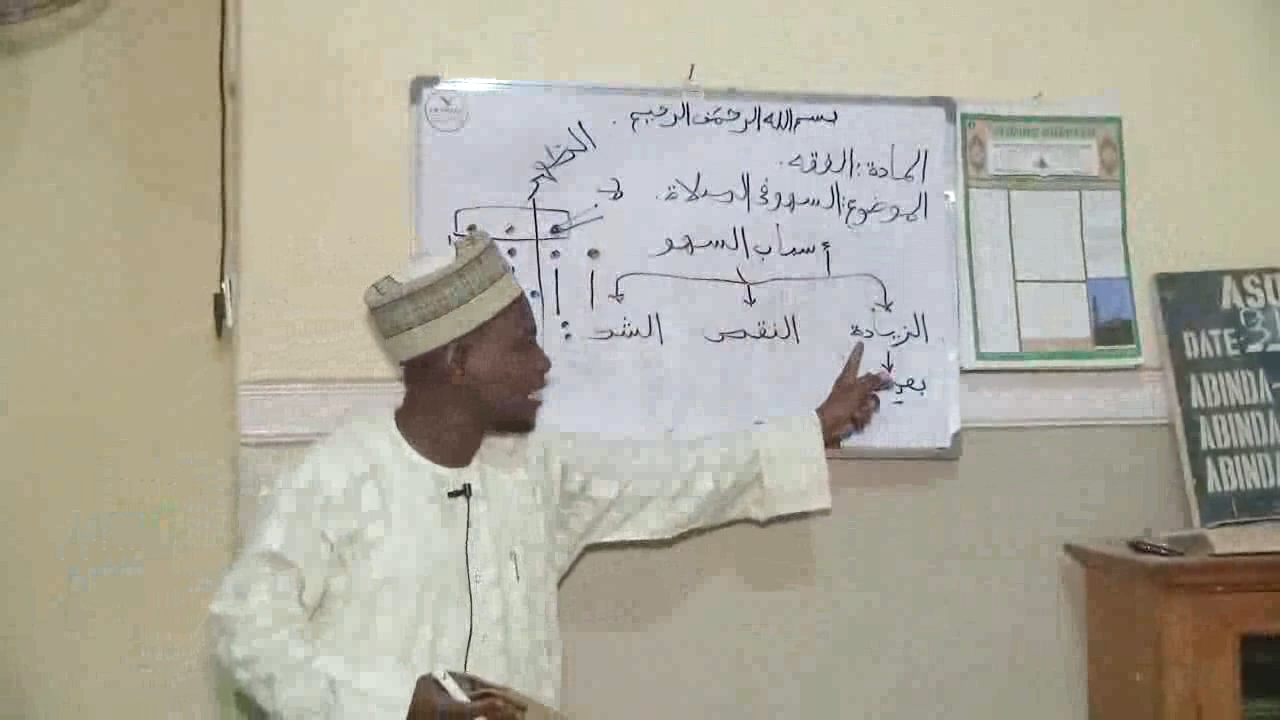 بسم الله الرحمن الرحيم .
المادة : الفقه .
الموضوع : السهو في الصلاة .
الظهر
أسباب السهو
الزيادة النقص الشك :
DATE:
ABINDA
ABINDA
ABINDA